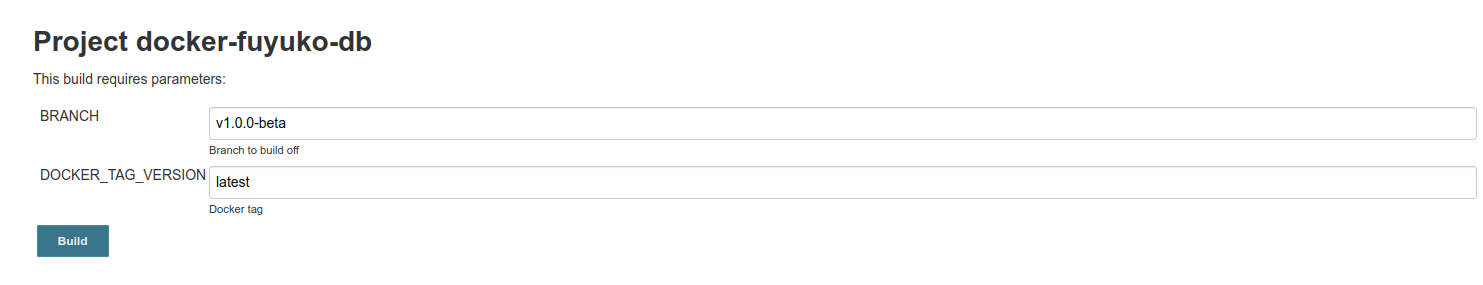 Project docker-fuyuko-db
This build requires parameters:
BRANCH
v1.0.0-beta
Branch to build off
DOCKER_TAG_VERSION
latest
Docker tag
Build